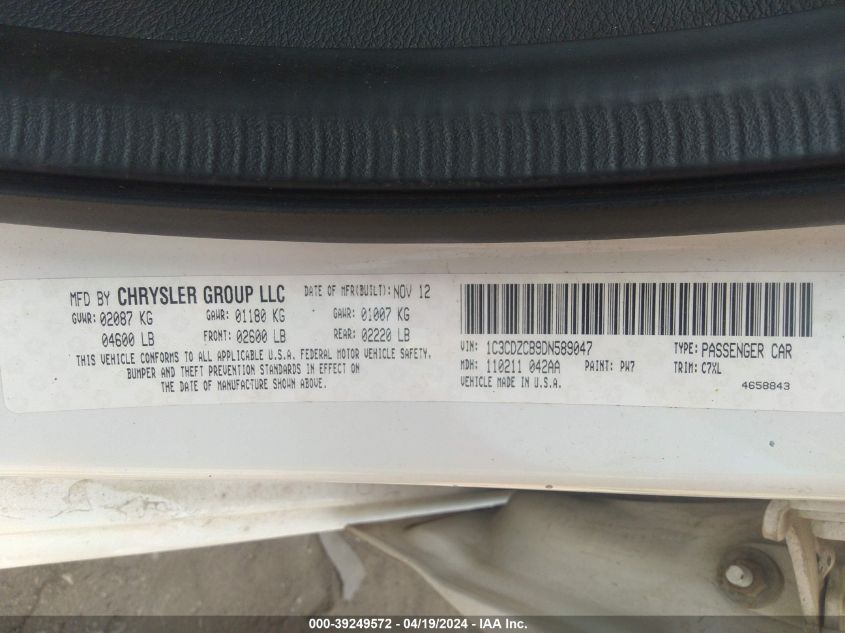 MFD BY CHRYSLER GROUP LLC DATE OF MFR(BUILT): NOV 12
GVWR: 02087 KG GAWR: 01180 KG GAWR: 01007 KG
04600 LB FRONT: 02600 LB REAR: 02220 LB
THIS VEHICLE CONFORMS TO ALL APPLICABLE U.S.A. FEDERAL MOTOR VEHICLE SAFETY,
BUMPER AND THEFT PREVENTION STANDARDS IN EFFECT ON
THE DATE OF MANUFACTURE SHOWN ABOVE.
VIN: 1C3CDZCB9DN589047 TYPE: PASSENGER CAR
MDH: 110211 042AA PAINT: PW7 TRIM: C7XL
VEHICLE MADE IN U.S.A. 4658843
000-39249572 - 04/19/2024 - IAA Inc.